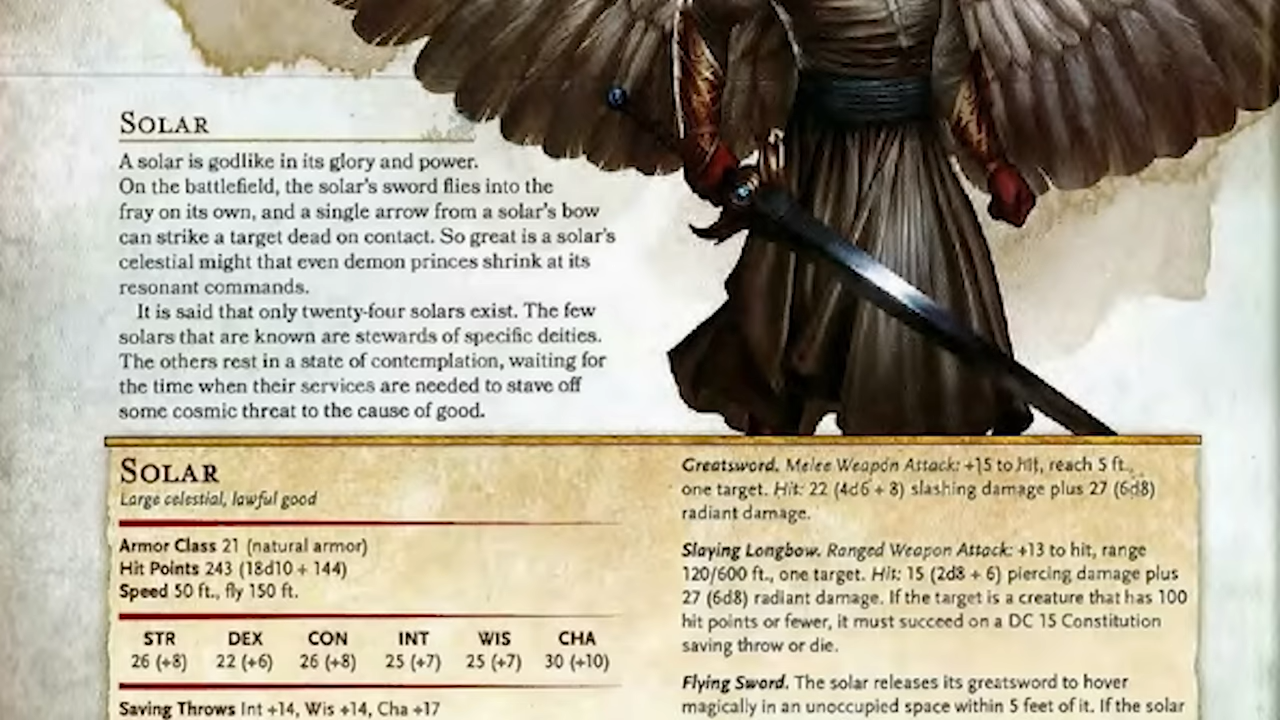 SOLAR
A solar is godlike in its glory and power.
On the battlefield, the solar's sword flies into the
fray on its own, and a single arrow from a solar's bow
can strike a target dead on contact. So great is a solar's
celestial might that even demon princes shrink at its
resonant commands.
It is said that only twenty-four solars exist. The few
solars that are known are stewards of specific deities.
The others rest in a state of contemplation, waiting for
the time when their services are needed to stave off
some cosmic threat to the cause of good.
SOLAR
Large celestial, lawful good
Armor Class 21 (natural armor)
Hit Points 243 (18d10 + 144)
Speed 50 ft., fly 150 ft.
STR DEX CON INT WIS CHA
26 (+8) 22 (+6) 26 (+8) 25 (+7) 25 (+7) 30 (+10)
Saving Throws Int +14, Wis +14, Cha +17
Greatsword. Melee Weapon Attack: +15 to hit, reach 5 ft.,
one target. Hit: 22 (4d6 + 8) slashing damage plus 27 (6d8)
radiant damage.
Slaying Longbow. Ranged Weapon Attack: +13 to hit, range
120/600 ft., one target. Hit: 15 (2d8 + 6) piercing damage plus
27 (6d8) radiant damage. If the target is a creature that has 100
hit points or fewer, it must succeed on a DC 15 Constitution
saving throw or die.
Flying Sword. The solar releases its greatsword to hover
magically in an unoccupied space within 5 feet of it. If the solar